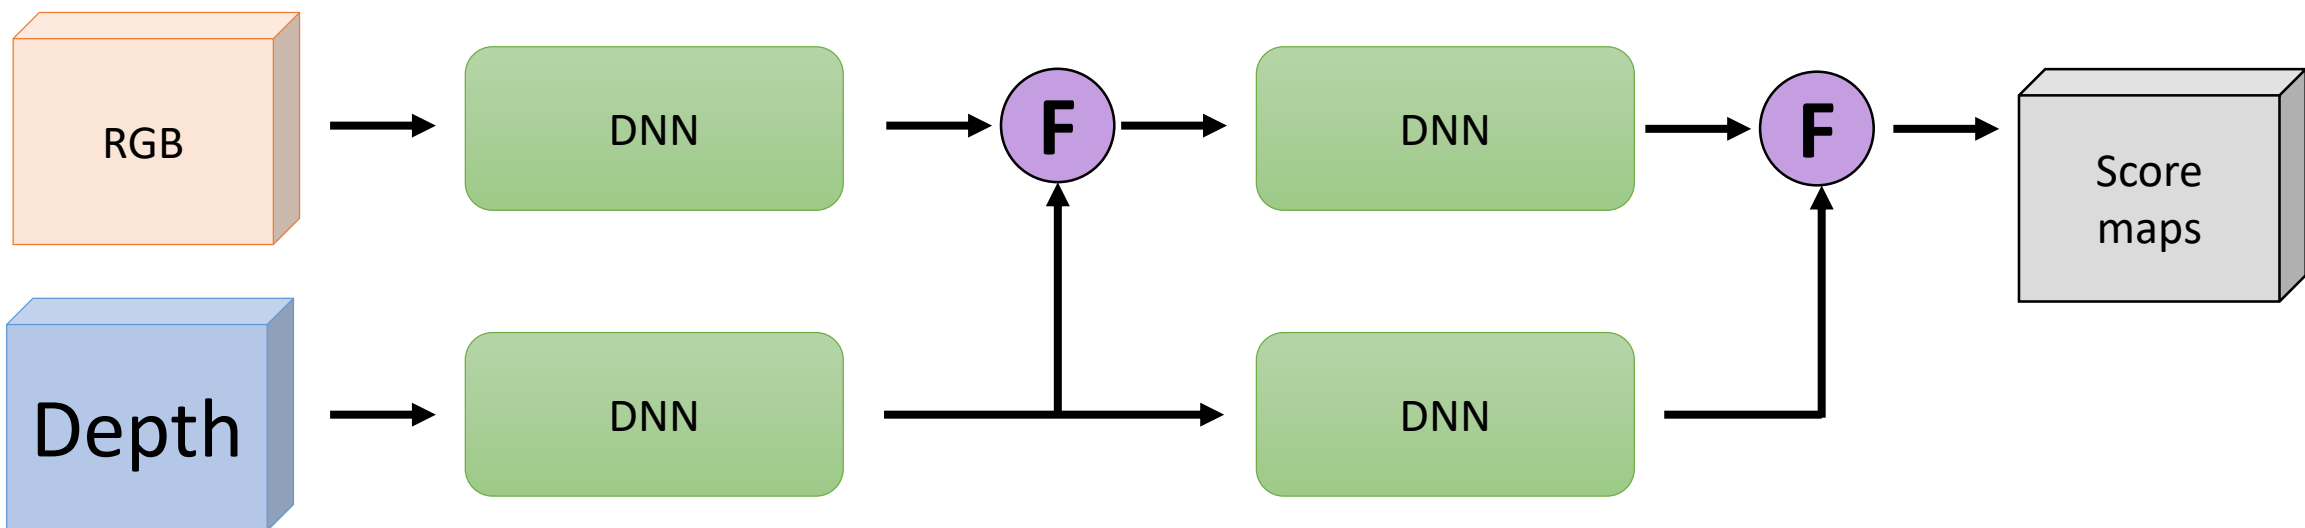 RGB
DNN
F
DNN
F
Score
maps
Depth
DNN
DNN